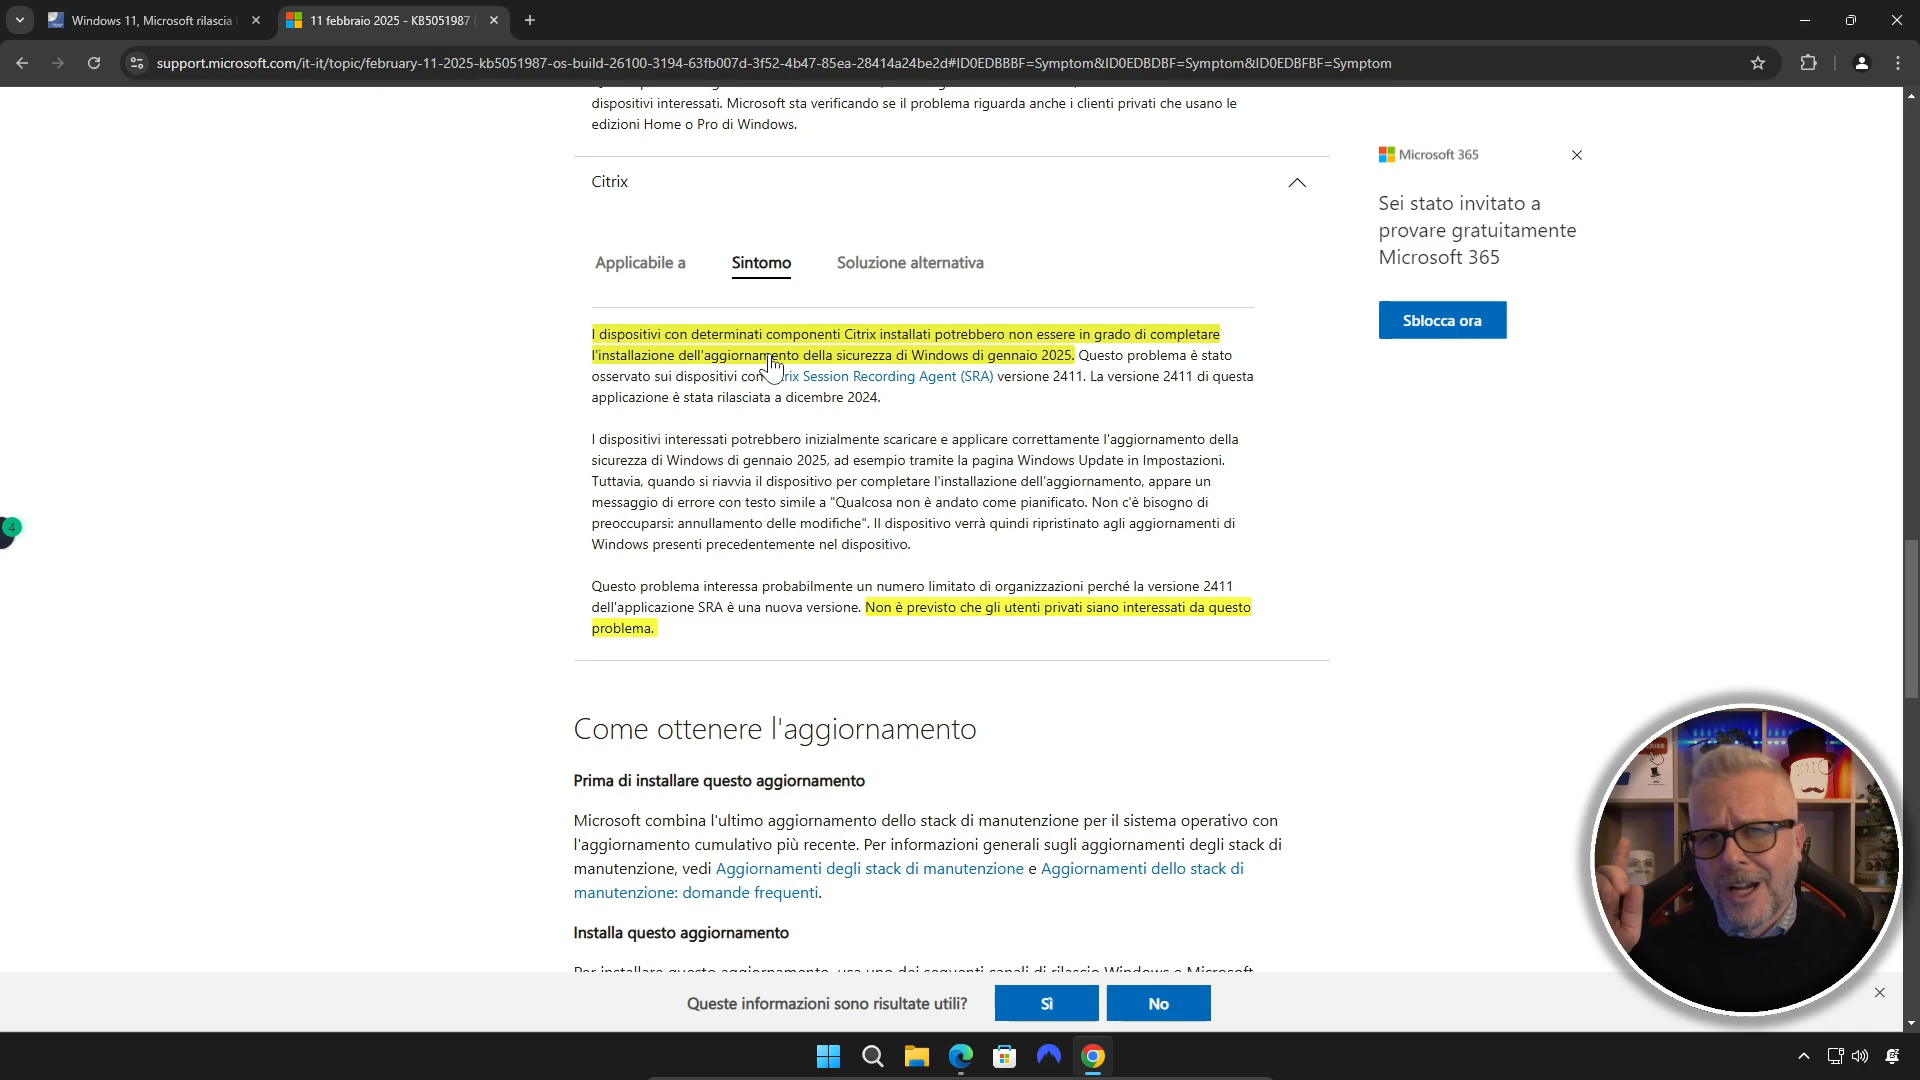 Windows 11, Microsoft rilascia
11 febbraio 2025 - KB5051987
support.microsoft.com/it-it/topic/february-11-2025-kb5051987-os-build-26100-3194-63fb007d-3f52-4b47-85ea-28414a24be2d#ID0EDBBBF=Symptom&ID0EDBDBF=Symptom&ID0EDBFBF=Symptom
dispositivi interessati. Microsoft sta verificando se il problema riguarda anche i clienti privati che usano le
edizioni Home o Pro di Windows.
Citrix
Applicabile a
Sintomo
Soluzione alternativa
I dispositivi con determinati componenti Citrix installati potrebbero non essere in grado di completare
l'installazione dell'aggiornamento della sicurezza di Windows di gennaio 2025. Questo problema è stato
osservato sui dispositivi con Citrix Session Recording Agent (SRA) versione 2411. La versione 2411 di questa
applicazione è stata rilasciata a dicembre 2024.
I dispositivi interessati potrebbero inizialmente scaricare e applicare correttamente l'aggiornamento della
sicurezza di Windows di gennaio 2025, ad esempio tramite la pagina Windows Update in Impostazioni.
Tuttavia, quando si riavvia il dispositivo per completare l'installazione dell'aggiornamento, appare un
messaggio di errore con testo simile a "Qualcosa non è andato come pianificato. Non c'è bisogno di
preoccuparsi: annullamento delle modifiche". Il dispositivo verrà quindi ripristinato agli aggiornamenti di
Windows presenti precedentemente nel dispositivo.
Questo problema interessa probabilmente un numero limitato di organizzazioni perché la versione 2411
dell'applicazione SRA è una nuova versione. Non è previsto che gli utenti privati siano interessati da questo
problema.
Come ottenere l'aggiornamento
Prima di installare questo aggiornamento
Microsoft combina l'ultimo aggiornamento dello stack di manutenzione per il sistema operativo con
l'aggiornamento cumulativo più recente. Per informazioni generali sugli aggiornamenti degli stack di
manutenzione, vedi Aggiornamenti degli stack di manutenzione e Aggiornamenti dello stack di
manutenzione: domande frequenti.
Installa questo aggiornamento
Per installare questo aggiornamento, usa uno dei seguenti canali di rilascio Windows e Microsoft
Microsoft 365
Sei stato invitato a
provare gratuitamente
Microsoft 365
Sblocca ora
4
Queste informazioni sono risultate utili?
Sì
No